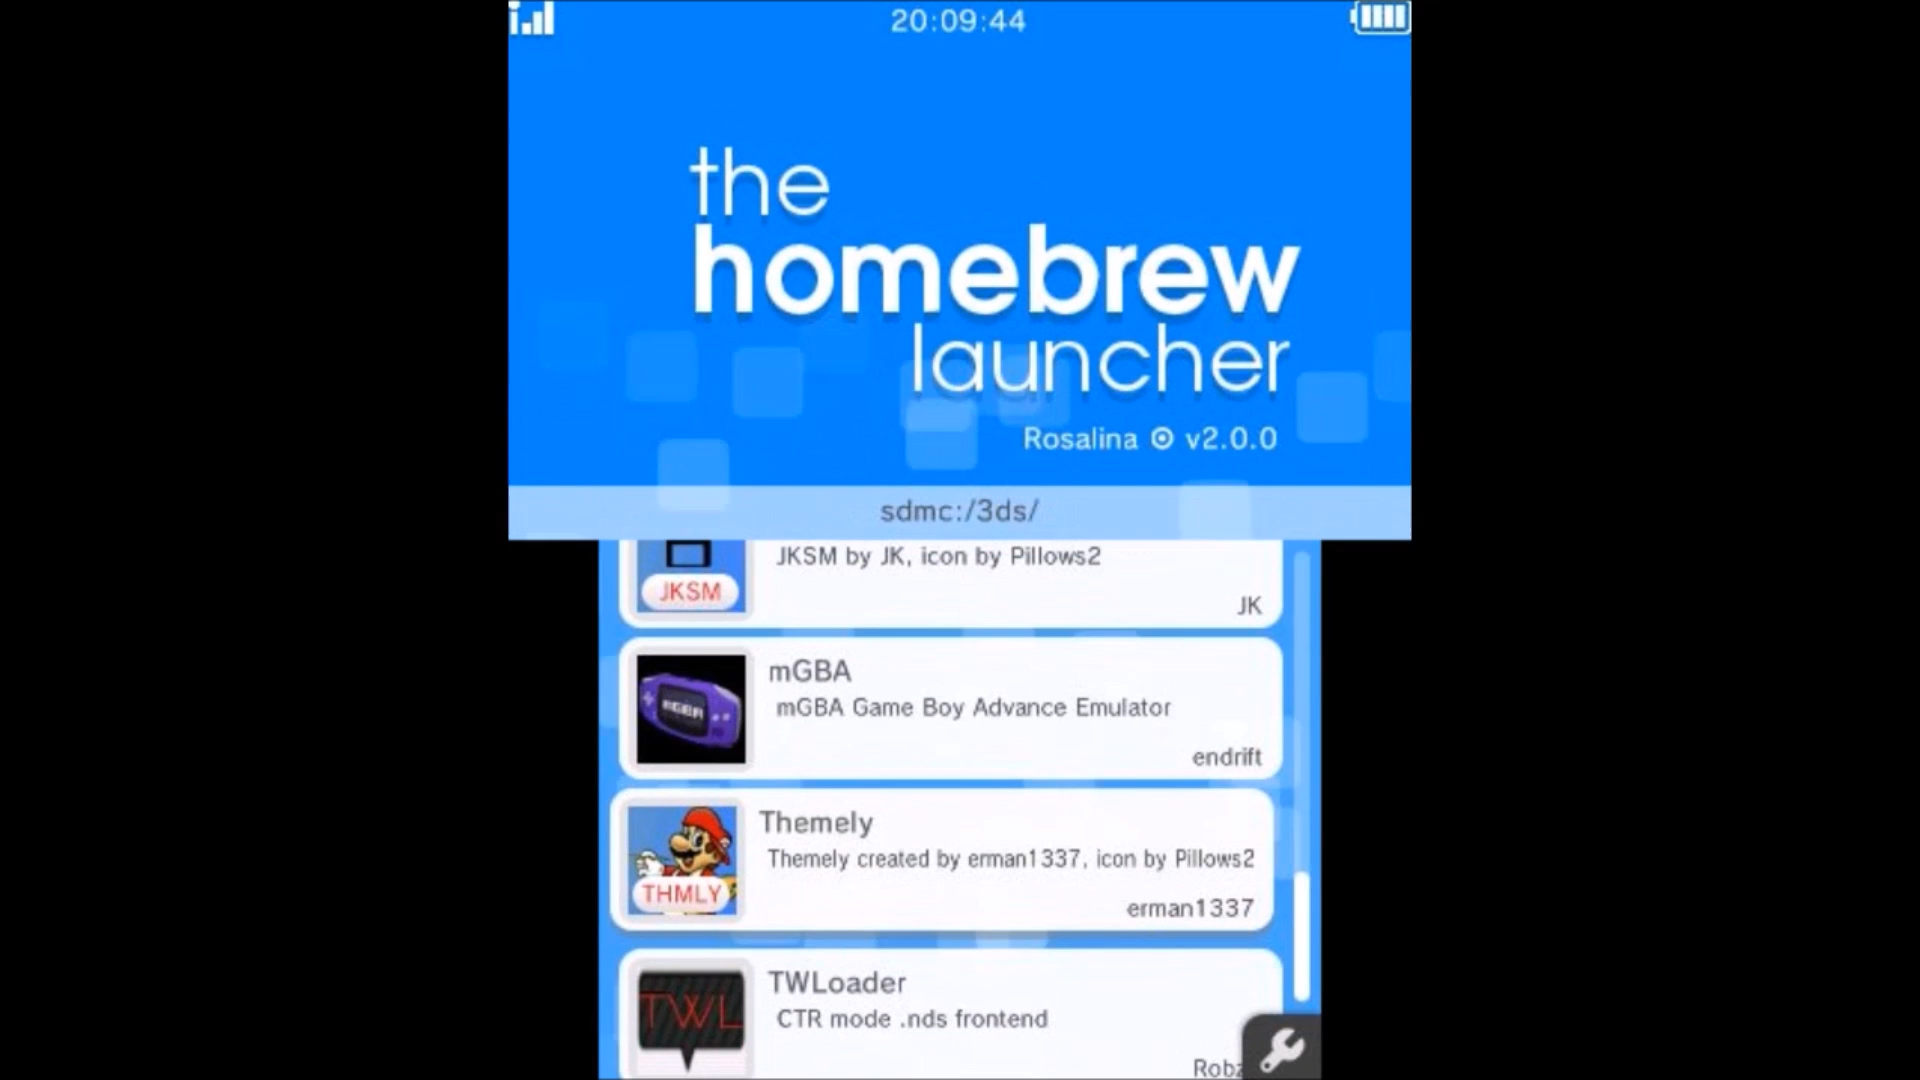 20:09:44
the
homebrew
launcher
Rosalina v2.0.0
sdmc:/3ds/
JKSM by JK, icon by Pillows2
JKSM
JK
mGBA
mGBA
mGBA Game Boy Advance Emulator
endrift
Themely
Themely created by erman1337, icon by Pillows2
THMLY
erman1337
TWLoader
TWL
CTR mode .nds frontend